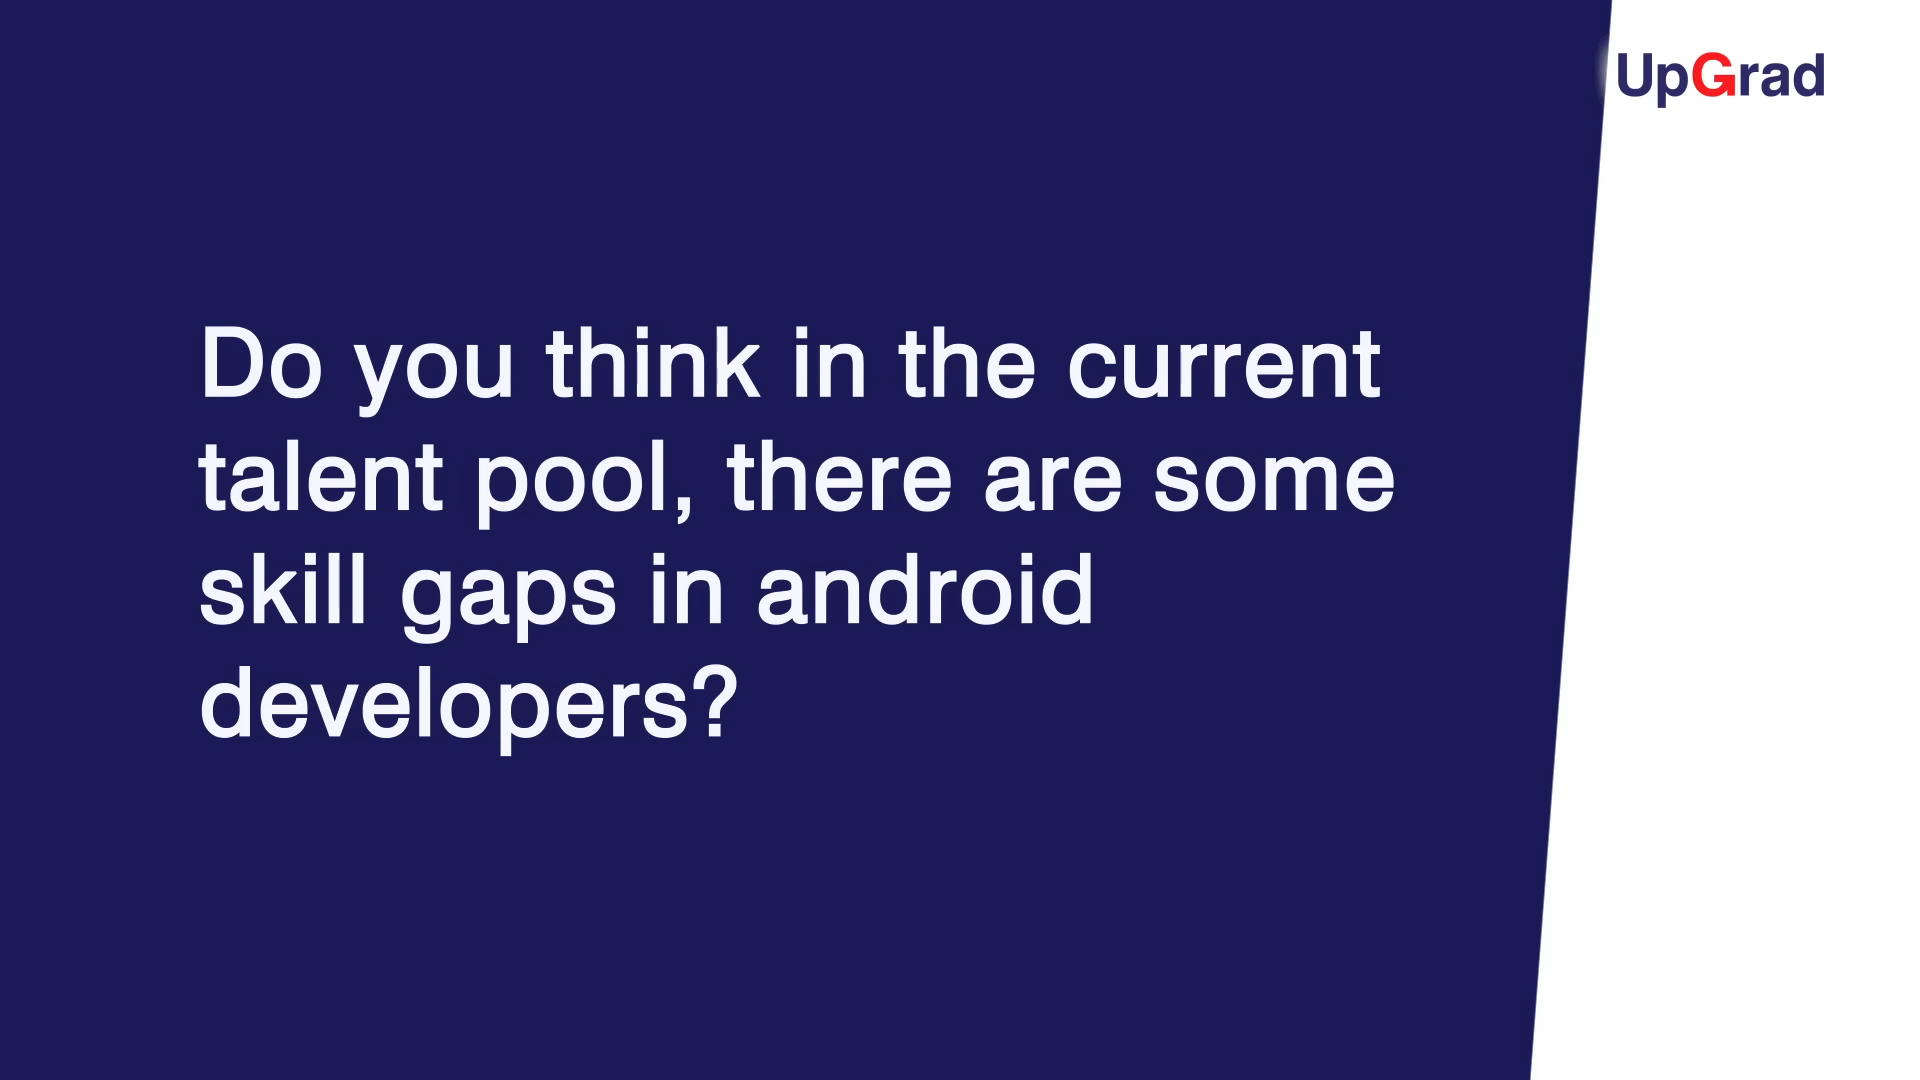 UpGrad
Do you think in the current
talent pool, there are some
skill gaps in android
developers?